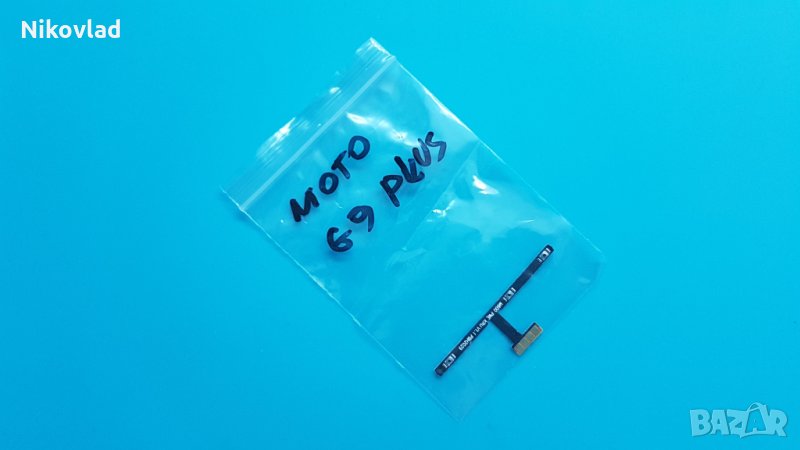 Nikovlad
MOTO
G9 PLUS
BAZAR